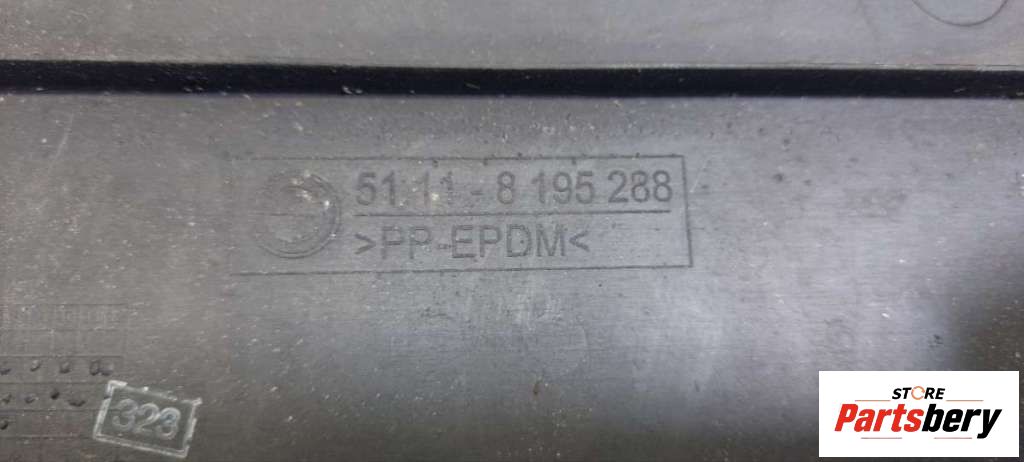 51.11 - 8 195 288
>PP-EPDM<
323
STORE
Partsbery